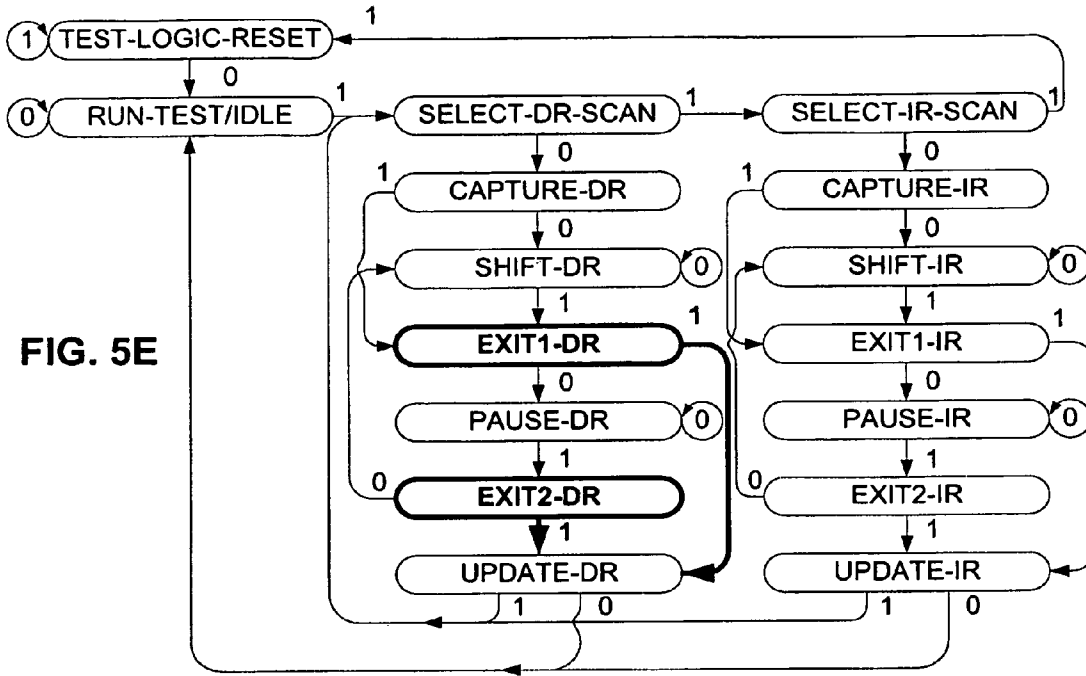 1
1 TEST-LOGIC-RESET
0
0 RUN-TEST/IDLE 1 SELECT-DR-SCAN 1 SELECT-IR-SCAN 1
0 0
1 CAPTURE-DR 1 CAPTURE-IR
0 0
SHIFT-DR 0 SHIFT-IR 0
1 1 1 1
FIG. 5E EXIT1-DR EXIT1-IR
0 0
PAUSE-DR 0 PAUSE-IR 0
1 1
0 EXIT2-DR 0 EXIT2-IR
1 1
UPDATE-DR UPDATE-IR
1 0 1 0